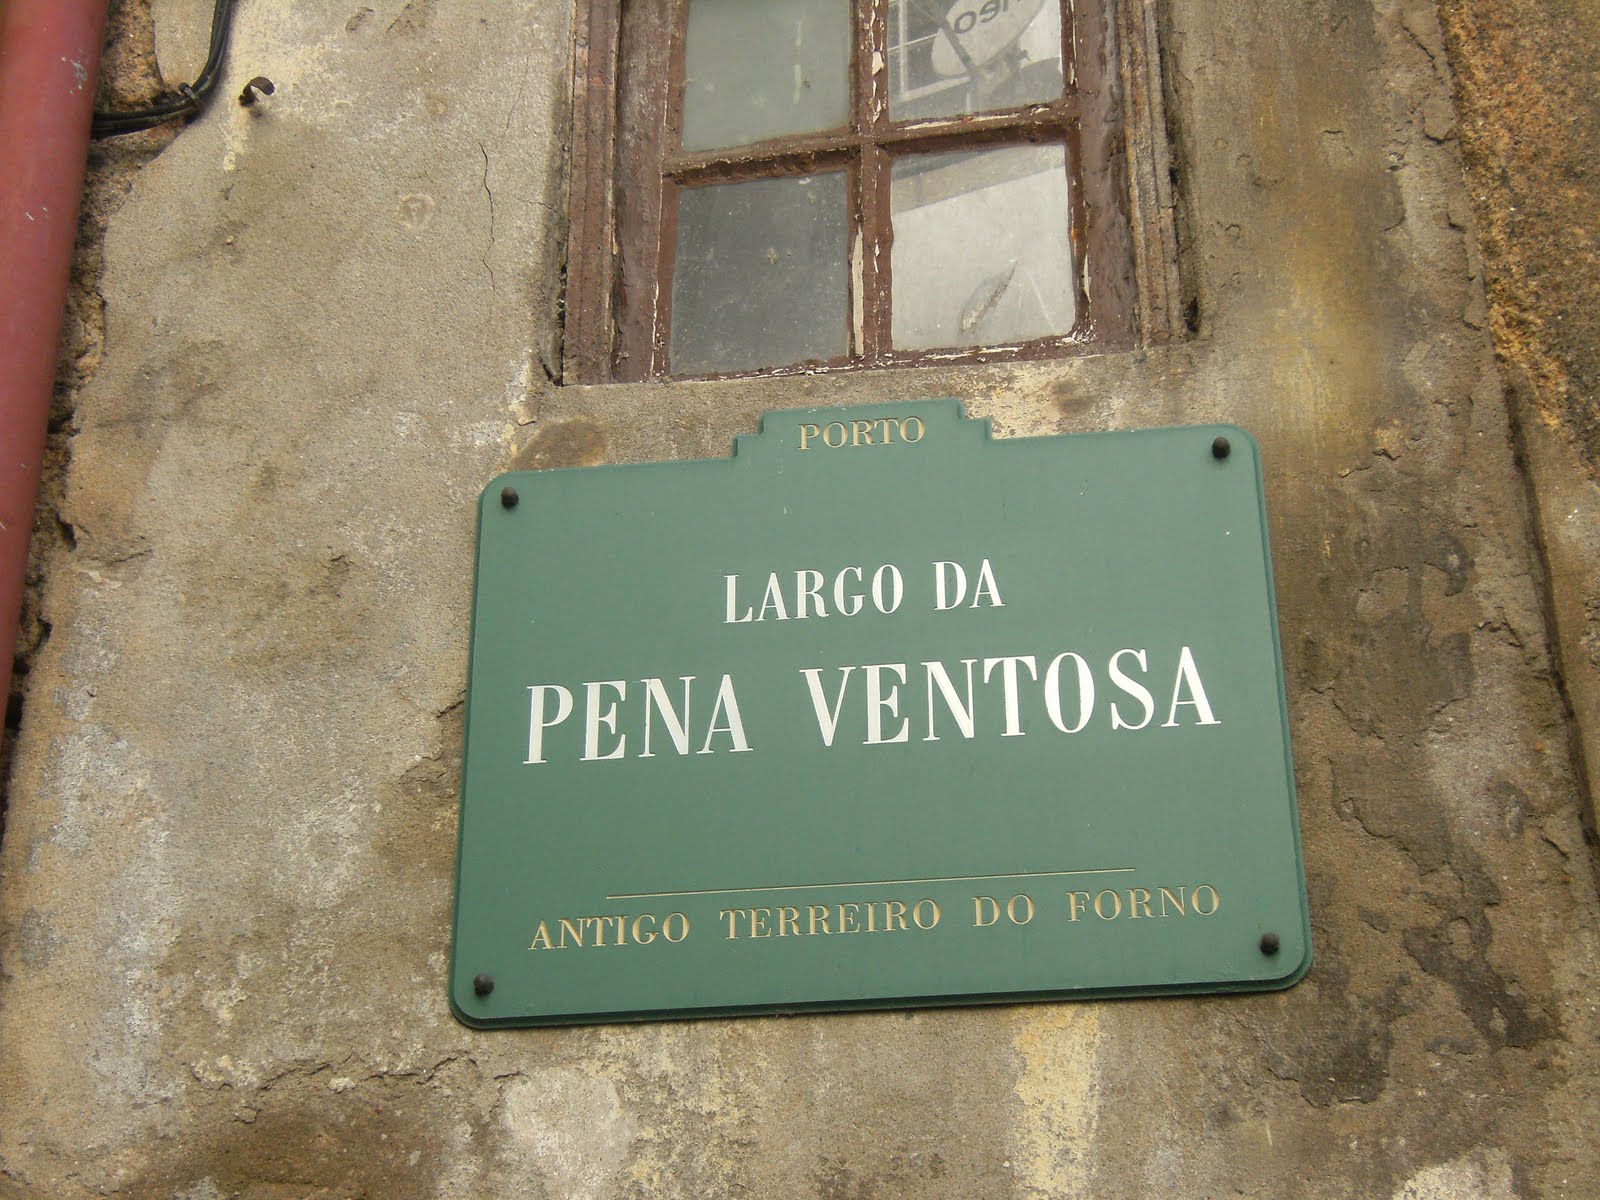 PORTO
LARGO DA
PENA VENTOSA
ANTIGO TERREIRO DO FORNO